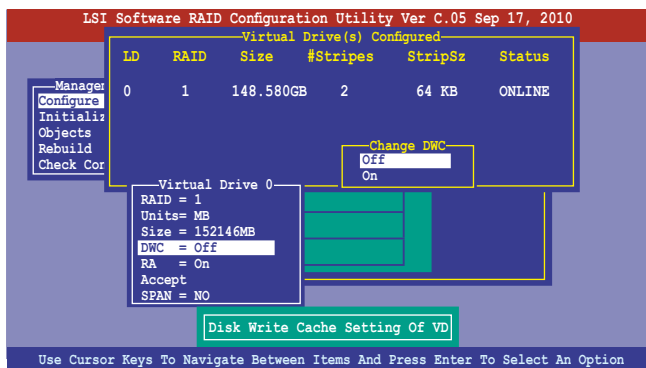 LSI Software RAID Configuration Utility Ver C.05 Sep 17, 2010
Virtual Drive(s) Configured
LD RAID Size #Stripes StripSz Status
0 1 148.580GB 2 64 KB ONLINE
Manage
Configure
Initializ
Objects
Rebuild
Check Con
Change DWC
Off
On
Virtual Drive 0
RAID = 1
Units= MB
Size = 152146MB
DWC = Off
RA = On
Accept
SPAN = NO
Disk Write Cache Setting Of VD
Use Cursor Keys To Navigate Between Items And Press Enter To Select An Option